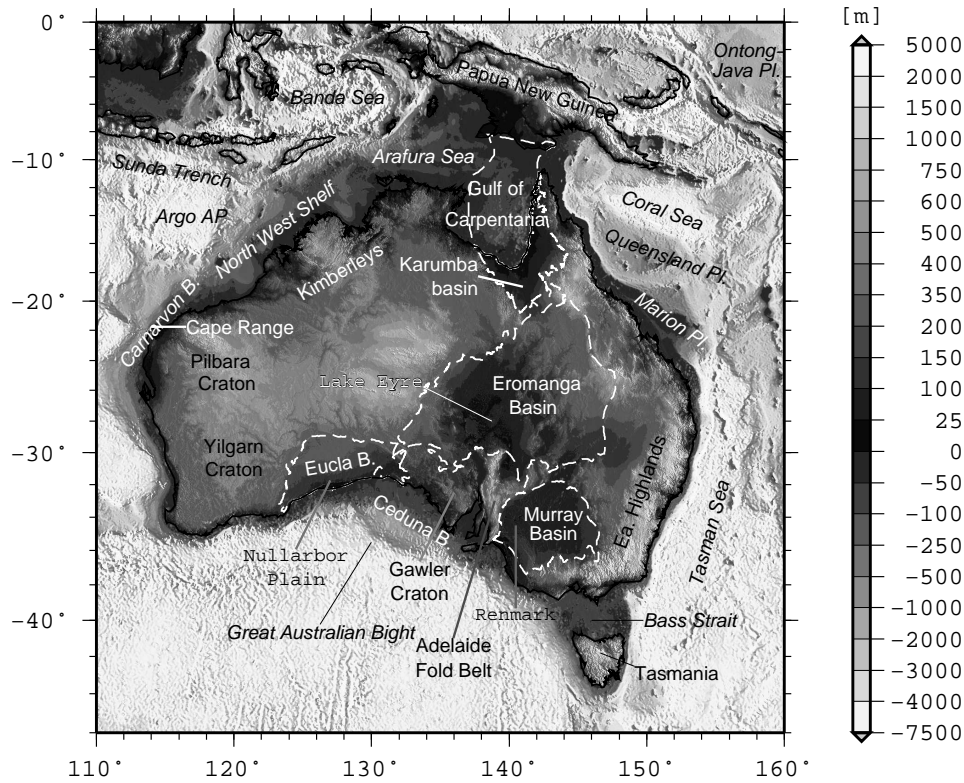 [m]
0°
-10°
-20°
-30°
-40°
110°
120°
130°
140°
150°
160°
5000
2000
1500
1000
750
600
500
400
350
200
150
100
25
0
-50
-100
-250
-500
-1000
-2000
-3000
-4000
-7500
Ontong-
Java Pl.
Papua New Guinea
Banda Sea
Sunda Trench
Arafura Sea
Argo AP
North West Shelf
Gulf of
Carpentaria
Coral Sea
Queensland Pl.
Kimberleys
Karumba
basin
Carnarvon B.
Cape Range
Marion Pl.
Pilbara
Craton
Lake Eyre
Eromanga
Basin
Yilgarn
Craton
Eucla B.
Ceduna B.
Murray
Basin
Ea. Highlands
Tasman Sea
Nullarbor
Plain
Gawler
Craton
Renmark
Great Australian Bight
Adelaide
Fold Belt
Bass Strait
Tasmania